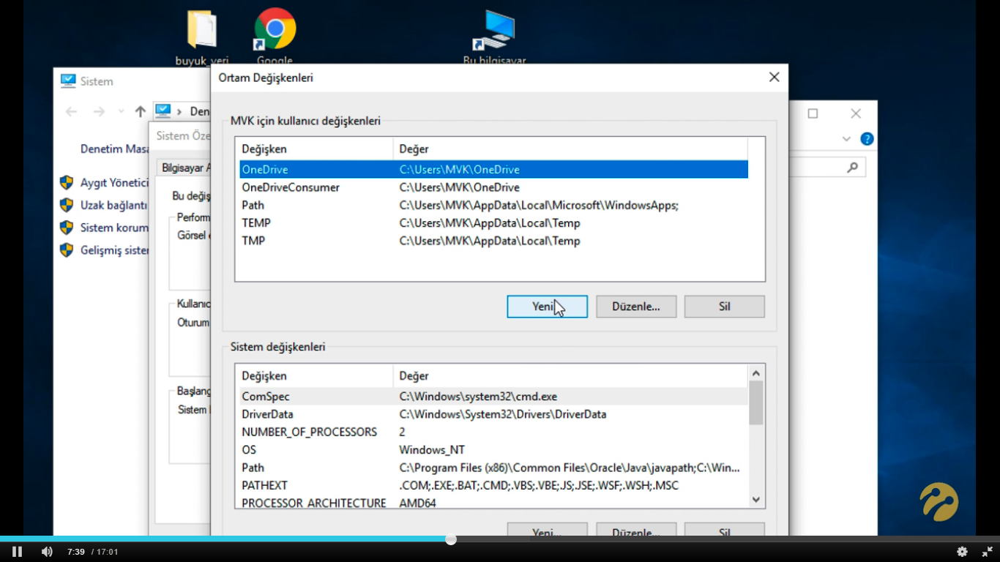 buyuk_veri
Google
Bu bilgisayar
Sistem
Ortam Değişkenleri
Den
Sistem Öze
Denetim Masa
Bilgisayar A
Aygıt Yönetici
Uzak bağlantı
Sistem korum
Gelişmiş sister
Bu değiş
Perform
Görsel e
Kullanıc
Oturum
Başlang
Sistem
MVK için kullanıcı değişkenleri
Değişken Değer
OneDrive C:\Users\MVK\OneDrive
OneDriveConsumer C:\Users\MVK\OneDrive
Path C:\Users\MVK\AppData\Local\Microsoft\WindowsApps;
TEMP C:\Users\MVK\AppData\Local\Temp
TMP C:\Users\MVK\AppData\Local\Temp
Yeni Düzenle... Sil
Sistem değişkenleri
Değişken Değer
ComSpec C:\Windows\system32\cmd.exe
DriverData C:\Windows\System32\Drivers\DriverData
NUMBER_OF_PROCESSORS 2
OS Windows_NT
Path C:\Program Files (x86)\Common Files\Oracle\Java\javapath;C:\Win...
PATHEXT .COM;.EXE;.BAT;.CMD;.VBS;.VBE;.JS;.JSE;.WSF;.WSH;.MSC
PROCESSOR_ARCHITECTURE AMD64
Yeni... Düzenle... Sil
7:39 / 17:01